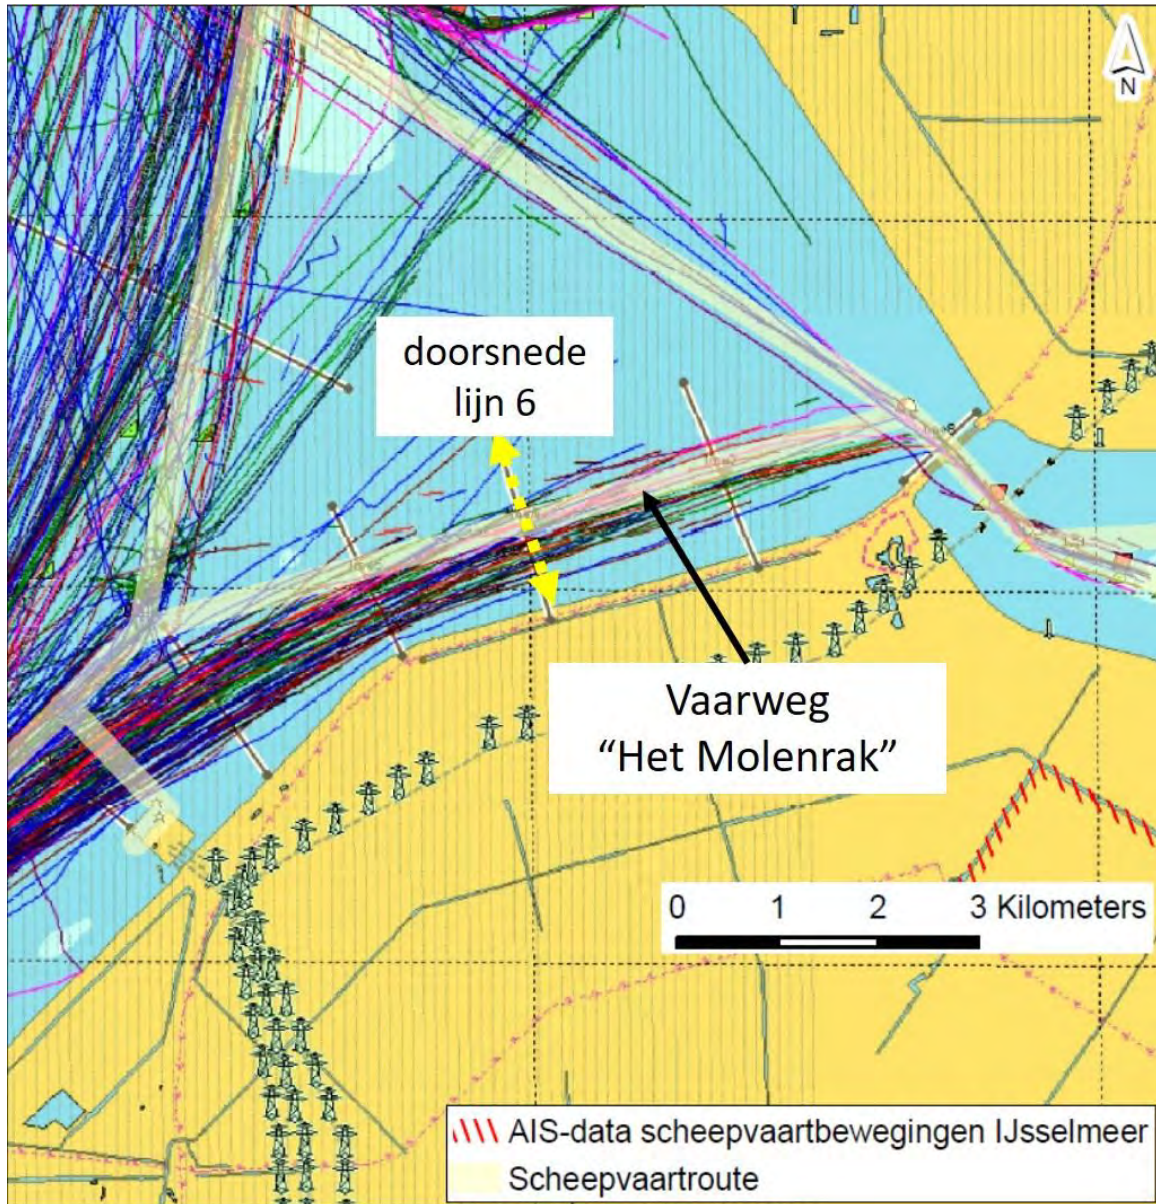 N
doorsnede
lijn 6
Vaarweg
“Het Molenrak”
0 1 2 3 Kilometers
AIS-data scheepvaartbewegingen IJsselmeer
Scheepvaartroute